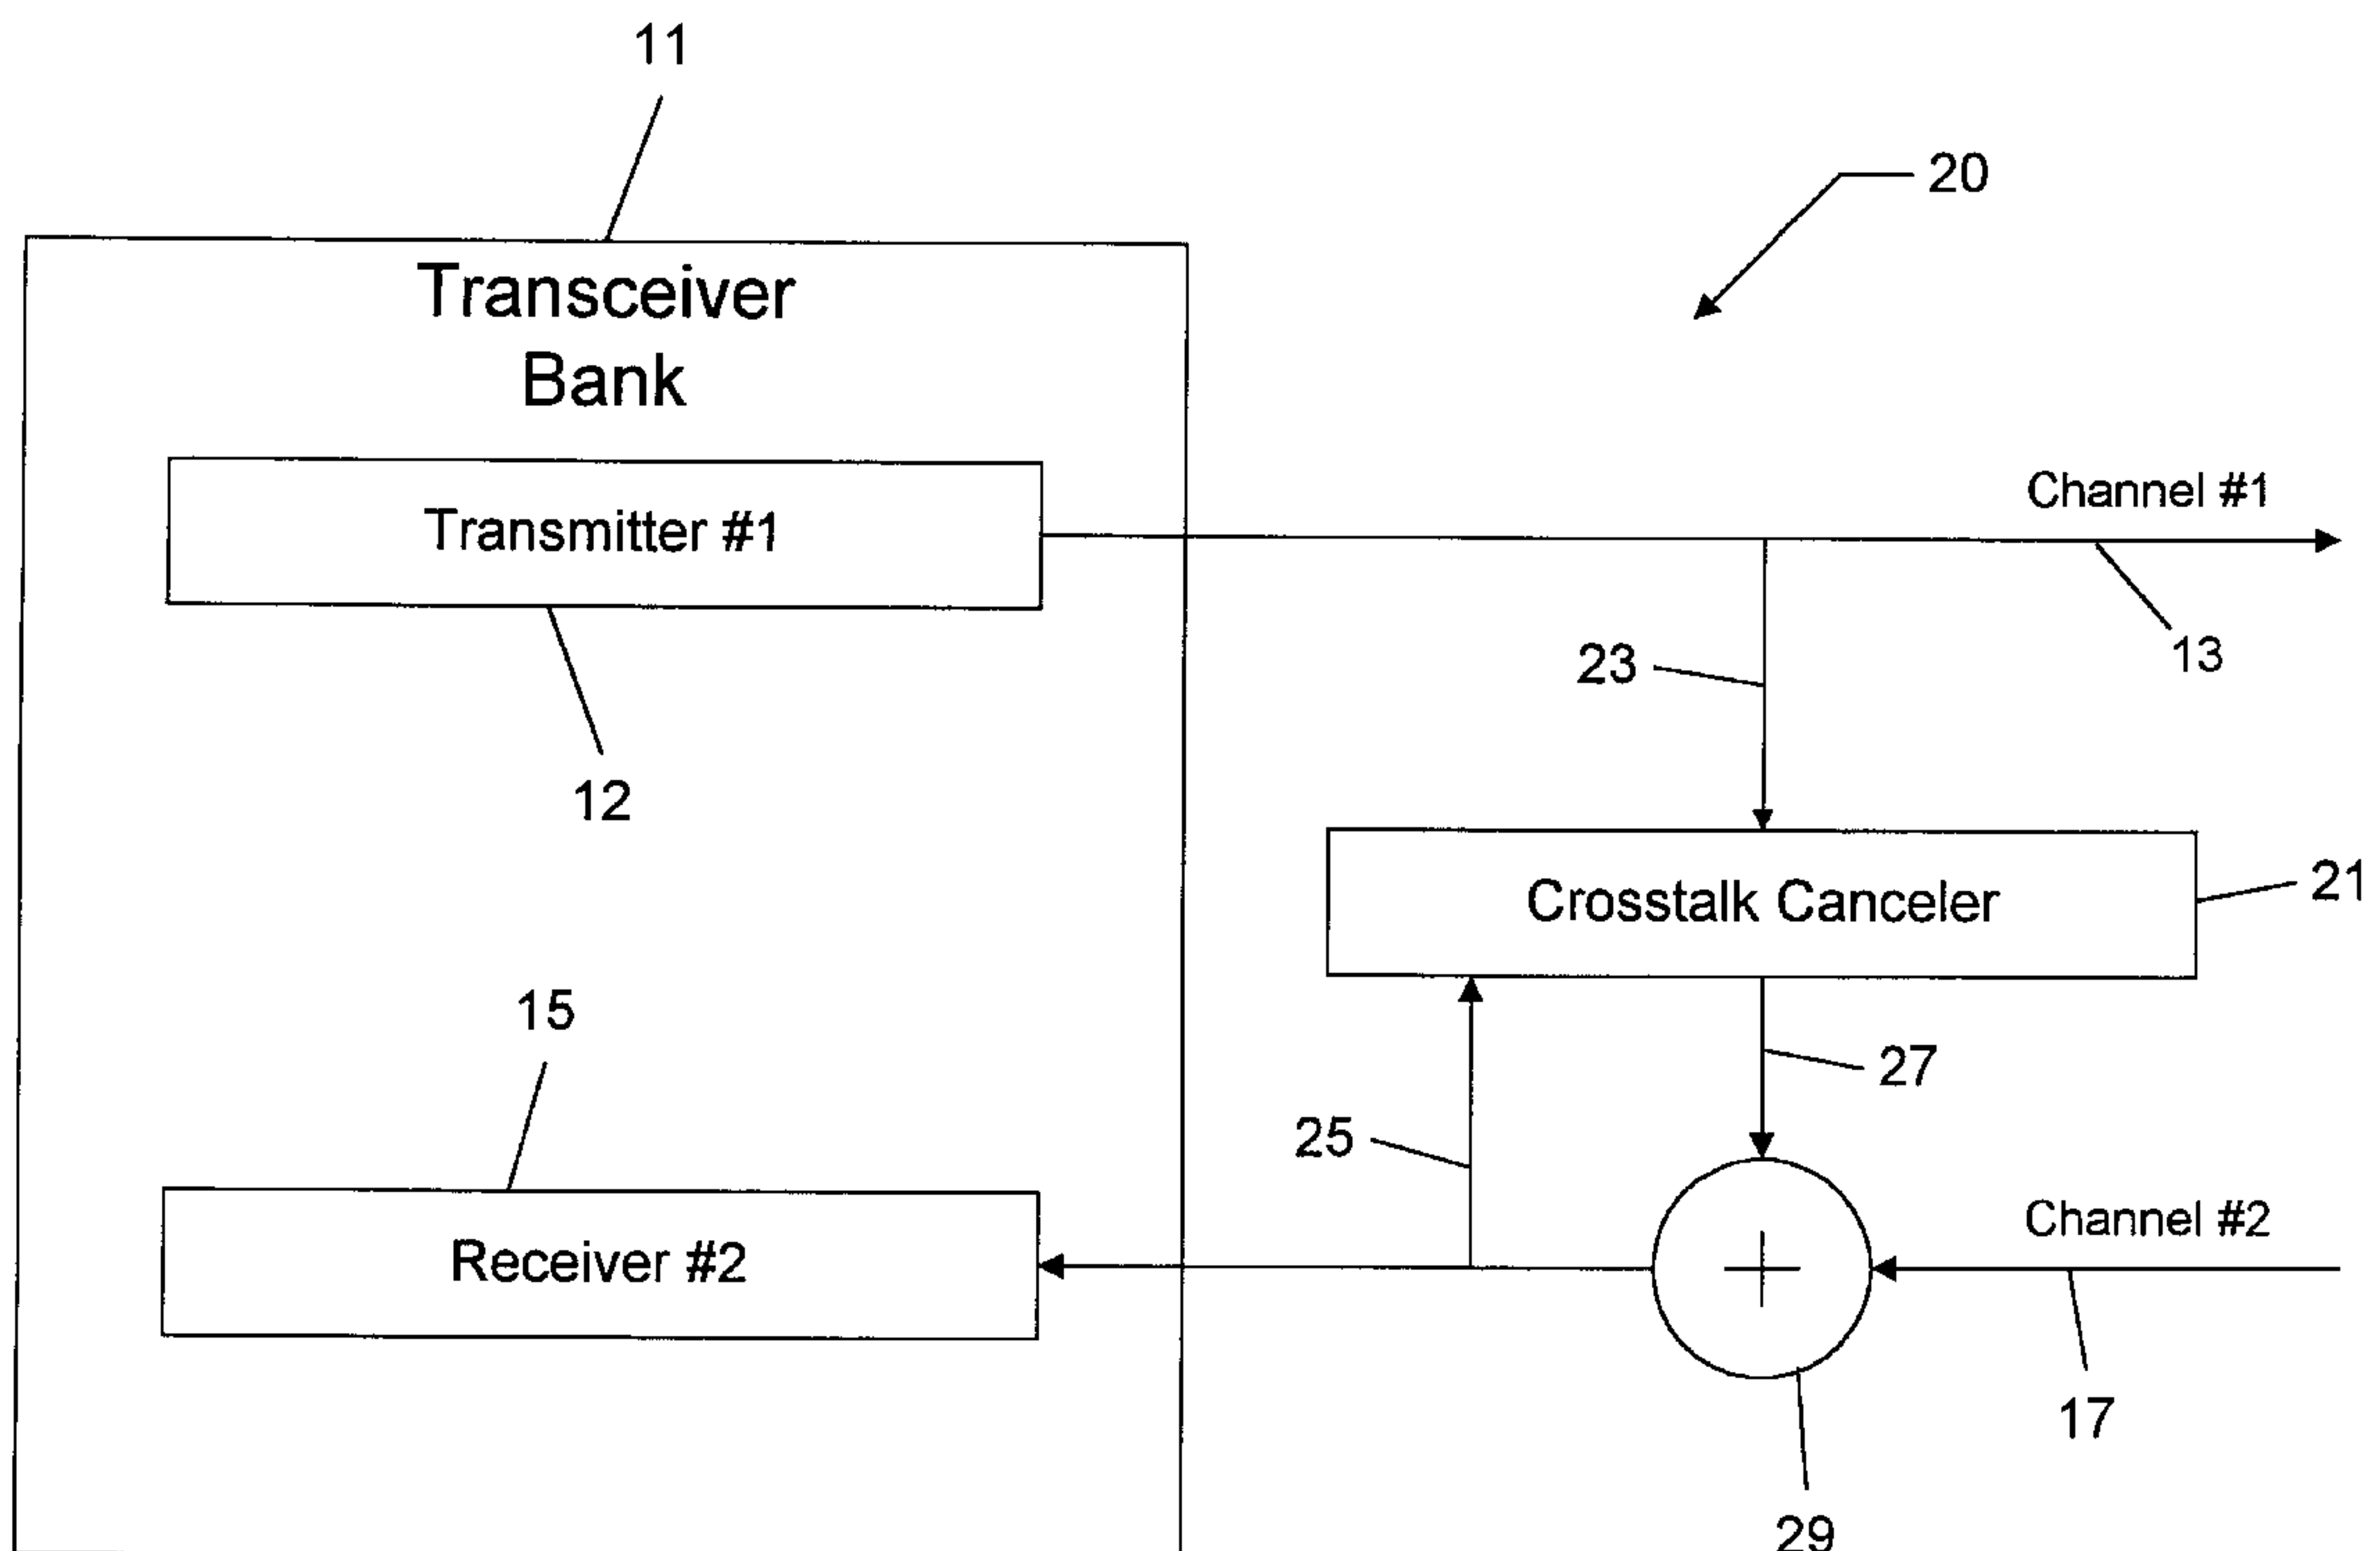 11
20
Transceiver
Bank
Channel #1
Transmitter #1
13
23
12
Crosstalk Canceler
21
15
27
25
Channel #2
Receiver #2
17
29